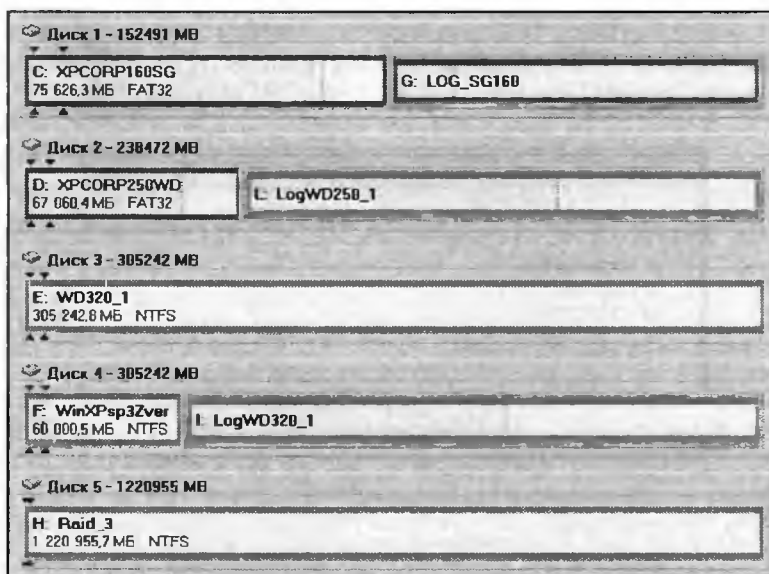 Диск 1 - 152491 MB
C: XPCORP160SG
75 626,3 МБ FAT32
G: LOG_SG160
Диск 2 - 238472 MB
D: XPCORP250WD
67 060,4 МБ FAT32
L: LogWD250_1
Диск 3 - 305242 MB
E: WD320_1
305 242,8 МБ NTFS
Диск 4 - 305242 MB
F: WinXPsp3Zver
60 000,5 МБ NTFS
I: LogWD320_1
Диск 5 - 1220955 MB
H: Raid_3
1 220 955,7 МБ NTFS